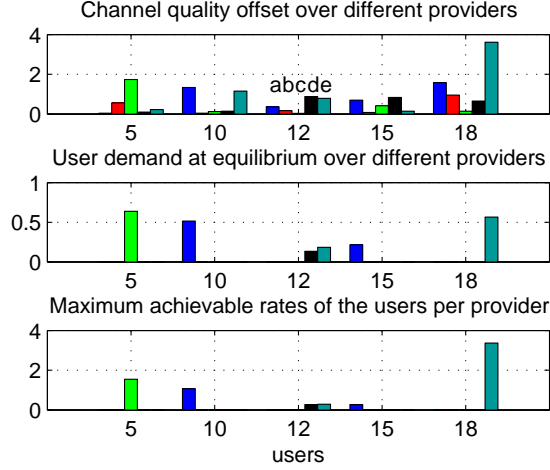 Channel quality offset over different providers
4
2
0
abcde
5 10 12 15 18
User demand at equilibrium over different providers
1
0.5
0
5 10 12 15 18
Maximum achievable rates of the users per provider
4
2
0
5 10 12 15 18
users